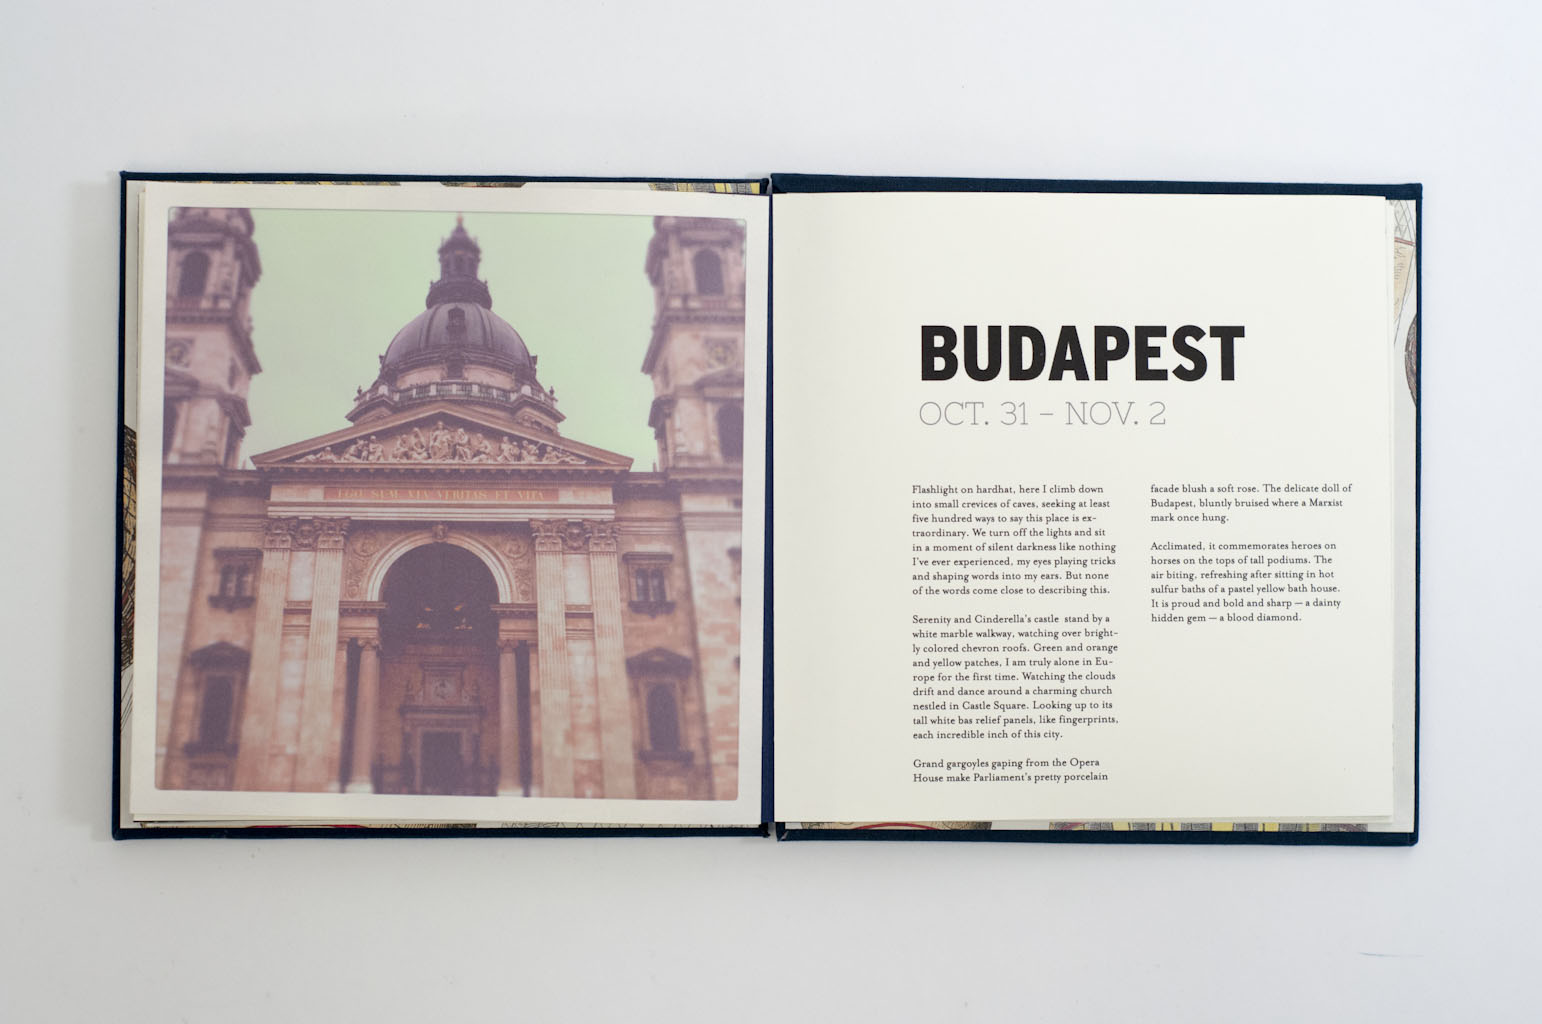 EGO SUM VIA VERITAS ET VITA
BUDAPEST
OCT. 31 – NOV. 2
Flashlight on hardhat, here I climb down
into small crevices of caves, seeking at least
five hundred ways to say this place is ex-
traordinary. We turn off the lights and sit
in a moment of silent darkness like nothing
I've ever experienced, my eyes playing tricks
and shaping words into my ears. But none
of the words come close to describing this.
Serenity and Cinderella's castle stand by a
white marble walkway, watching over bright-
ly colored chevron roofs. Green and orange
and yellow patches, I am truly alone in Eu-
rope for the first time. Watching the clouds
drift and dance around a charming church
nestled in Castle Square. Looking up to its
tall white bas relief panels, like fingerprints,
each incredible inch of this city.
Grand gargoyles gaping from the Opera
House make Parliament's pretty porcelain
facade blush a soft rose. The delicate doll of
Budapest, bluntly bruised where a Marxist
mark once hung.
Acclimated, it commemorates heroes on
horses on the tops of tall podiums. The
air biting, refreshing after sitting in hot
sulfur baths of a pastel yellow bath house.
It is proud and bold and sharp — a dainty
hidden gem — a blood diamond.